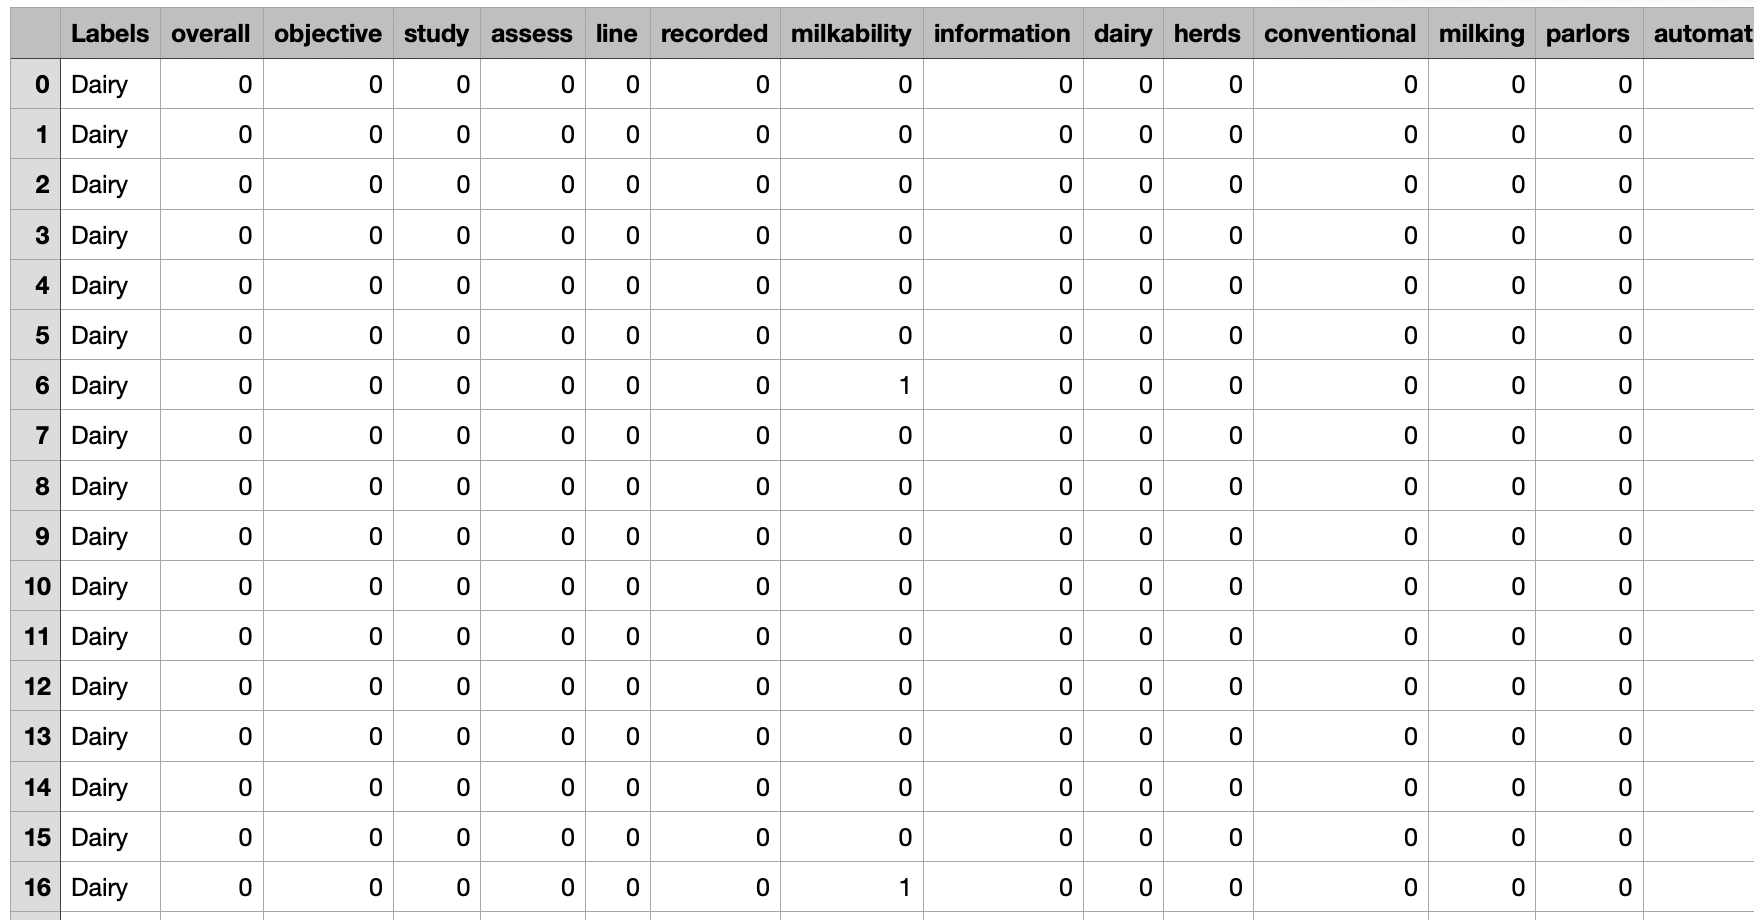 Labels overall objective study assess line recorded milkability information dairy herds conventional milking parlors automat
0 Dairy 0 0 0 0 0 0 0 0 0 0 0 0 0
1 Dairy 0 0 0 0 0 0 0 0 0 0 0 0 0
2 Dairy 0 0 0 0 0 0 0 0 0 0 0 0 0
3 Dairy 0 0 0 0 0 0 0 0 0 0 0 0 0
4 Dairy 0 0 0 0 0 0 0 0 0 0 0 0 0
5 Dairy 0 0 0 0 0 0 0 0 0 0 0 0 0
6 Dairy 0 0 0 0 0 0 1 0 0 0 0 0 0
7 Dairy 0 0 0 0 0 0 0 0 0 0 0 0 0
8 Dairy 0 0 0 0 0 0 0 0 0 0 0 0 0
9 Dairy 0 0 0 0 0 0 0 0 0 0 0 0 0
10 Dairy 0 0 0 0 0 0 0 0 0 0 0 0 0
11 Dairy 0 0 0 0 0 0 0 0 0 0 0 0 0
12 Dairy 0 0 0 0 0 0 0 0 0 0 0 0 0
13 Dairy 0 0 0 0 0 0 0 0 0 0 0 0 0
14 Dairy 0 0 0 0 0 0 0 0 0 0 0 0 0
15 Dairy 0 0 0 0 0 0 0 0 0 0 0 0 0
16 Dairy 0 0 0 0 0 0 1 0 0 0 0 0 0